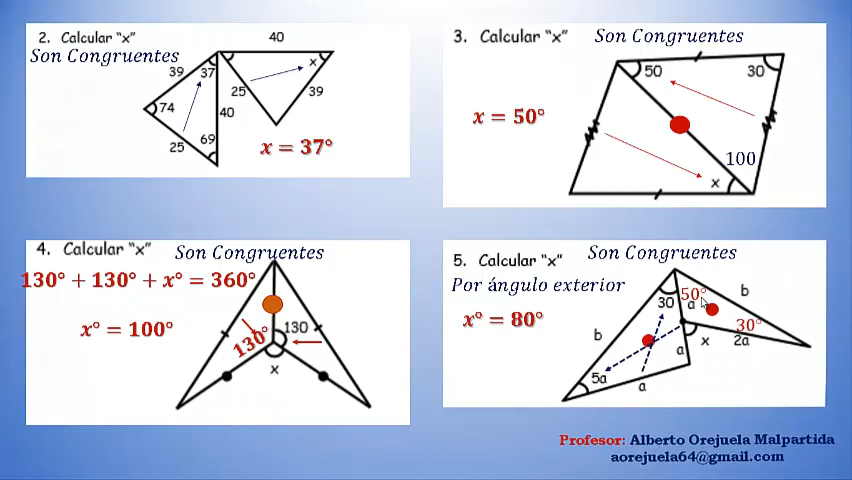 2. Calcular "x"
Son Congruentes
40
39
37
x
25
39
74
40
69
25
x = 37°
3. Calcular "x"
Son Congruentes
50
30
x = 50°
100
x
4. Calcular "x"
Son Congruentes
130° + 130° + x° = 360°
x° = 100°
130°
130
x
5. Calcular "x"
Son Congruentes
Por ángulo exterior
x° = 80°
30
50°
a
b
b
30°
x
2a
a
5a
a
Profesor: Alberto Orejuela Malpartida
aorejuela64@gmail.com